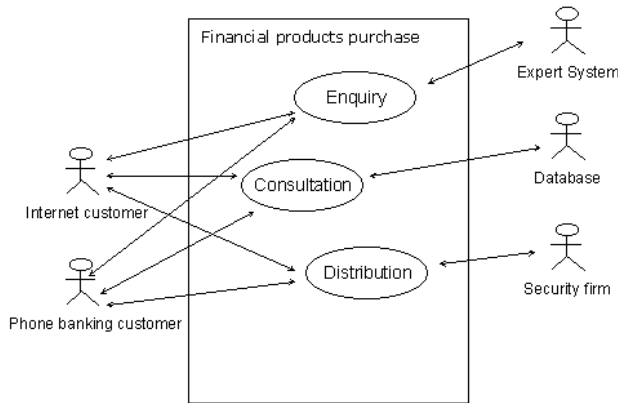 Financial products purchase
Expert System
Enquiry
Database
Internet customer
Consultation
Security firm
Phone banking customer
Distribution